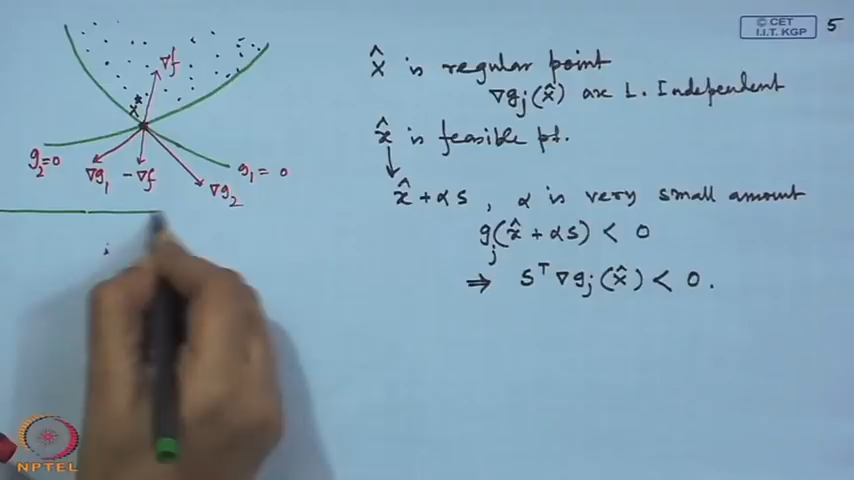 © CET
I.I.T. KGP
5
∇f
x*
g₂=0
∇g₁
-∇f
∇g₂
g₁ = 0
x̂ is regular point
∇gⱼ(x̂) are L. Independent
x̂ is feasible pt.
x̂ + αs, α is very small amount
gⱼ(x̂ + αs) < 0
⇒ Sᵀ ∇gⱼ(x̂) < 0.
NPTEL